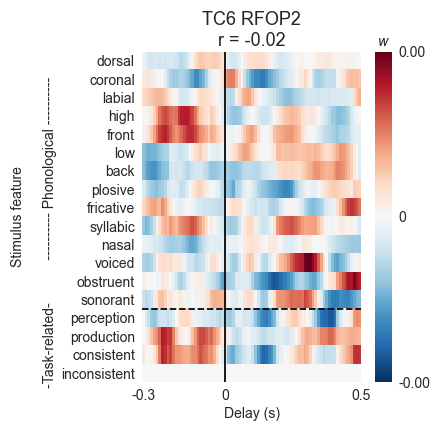 TC6 RFOP2
r = -0.02
w
dorsal
coronal
labial
high
front
low
back
plosive
fricative
syllabic
nasal
voiced
obstruent
sonorant
perception
production
consistent
inconsistent
Stimulus feature
---------- Phonological ----------
-Task-related-
-0.3
0
0.5
Delay (s)
0.00
0
-0.00